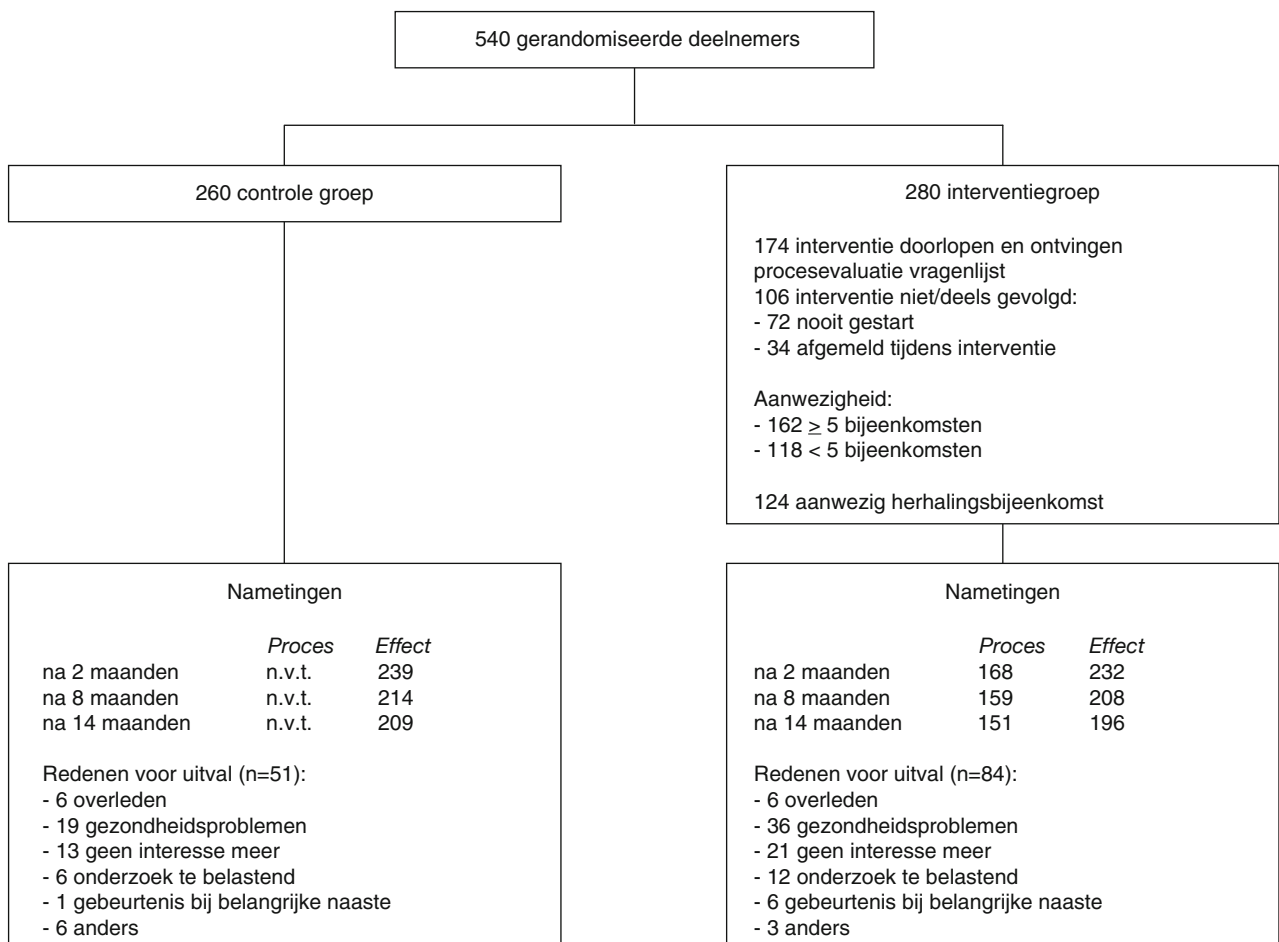 540 gerandomiseerde deelnemers
260 controle groep
280 interventiegroep
174 interventie doorlopen en ontvingen
procesevaluatie vragenlijst
106 interventie niet/deels gevolgd:
- 72 nooit gestart
- 34 afgemeld tijdens interventie
Aanwezigheid:
- 162 ≥ 5 bijeenkomsten
- 118 < 5 bijeenkomsten
124 aanwezig herhalingsbijeenkomst
Nametingen
Proces Effect
na 2 maanden n.v.t. 239
na 8 maanden n.v.t. 214
na 14 maanden n.v.t. 209
Redenen voor uitval (n=51):
- 6 overleden
- 19 gezondheidsproblemen
- 13 geen interesse meer
- 6 onderzoek te belastend
- 1 gebeurtenis bij belangrijke naaste
- 6 anders
Nametingen
Proces Effect
na 2 maanden 168 232
na 8 maanden 159 208
na 14 maanden 151 196
Redenen voor uitval (n=84):
- 6 overleden
- 36 gezondheidsproblemen
- 21 geen interesse meer
- 12 onderzoek te belastend
- 6 gebeurtenis bij belangrijke naaste
- 3 anders